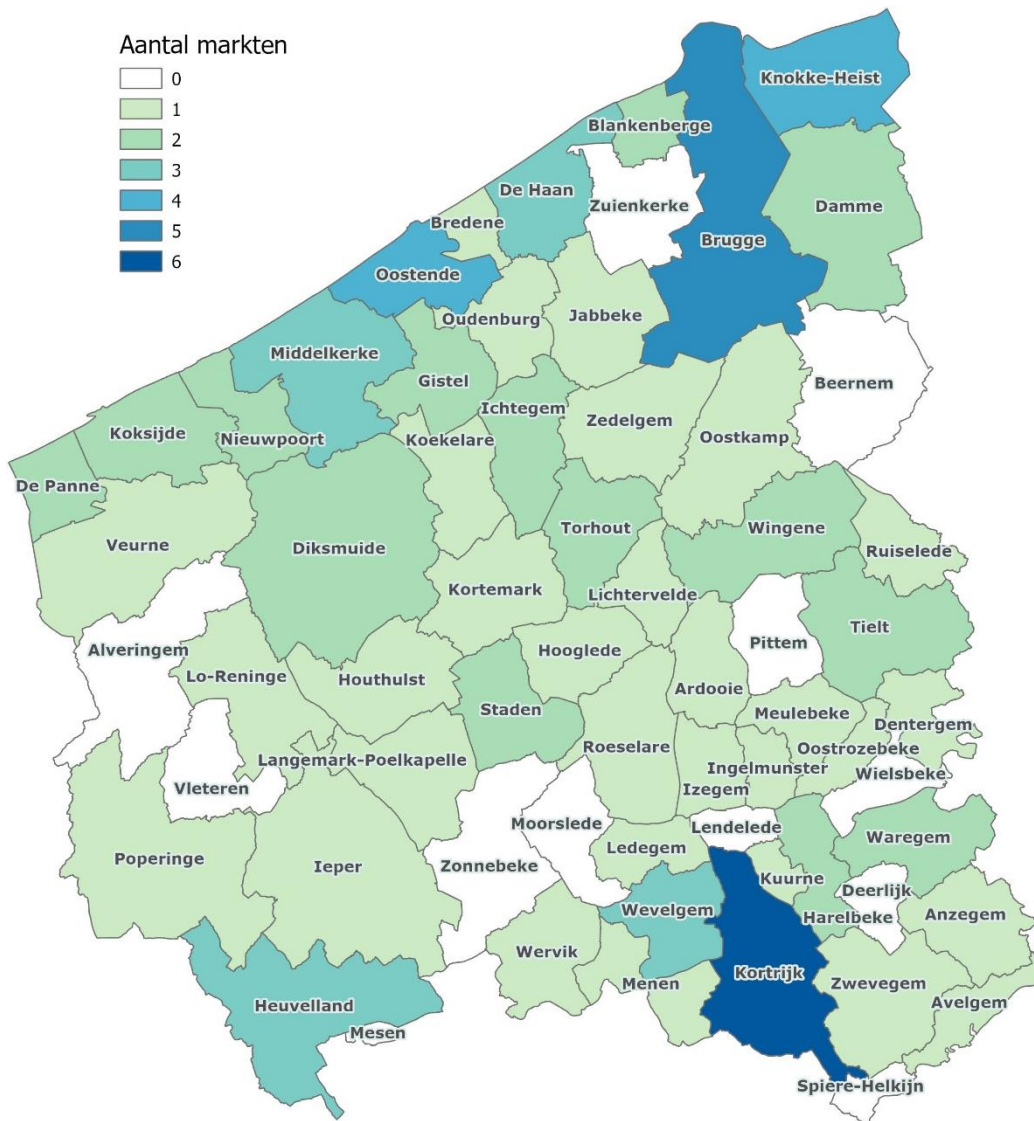 Aantal markten
0
1
2
3
4
5
6
Knokke-Heist
Blankenberge
De Haan
Zuienkerke
Damme
Bredene
Brugge
Oostende
Oudenburg
Jabbeke
Middelkerke
Gistel
Beernem
Ichtegem
Zedelgem
Koksijde
Nieuwpoort
Koekelare
Oostkamp
De Panne
Veurne
Diksmuide
Torhout
Wingene
Ruiselede
Kortemark
Lichtervelde
Alveringem
Hooglede
Pittem
Tielt
Lo-Reninge
Houthulst
Ardooie
Staden
Meulebeke
Dentergem
Roeselare
Oostrozebeke
Langemark-Poelkapelle
Ingelmunster
Wielsbeke
Vleteren
Izegem
Moorslede
Lendelede
Waregem
Poperinge
Ieper
Zonnebeke
Ledegem
Kuurne
Deerlijk
Wevelgem
Harelbeke
Anzegem
Wervik
Kortrijk
Menen
Zwevegem
Heuvelland
Avelgem
Mesen
Spiere-Helkijn